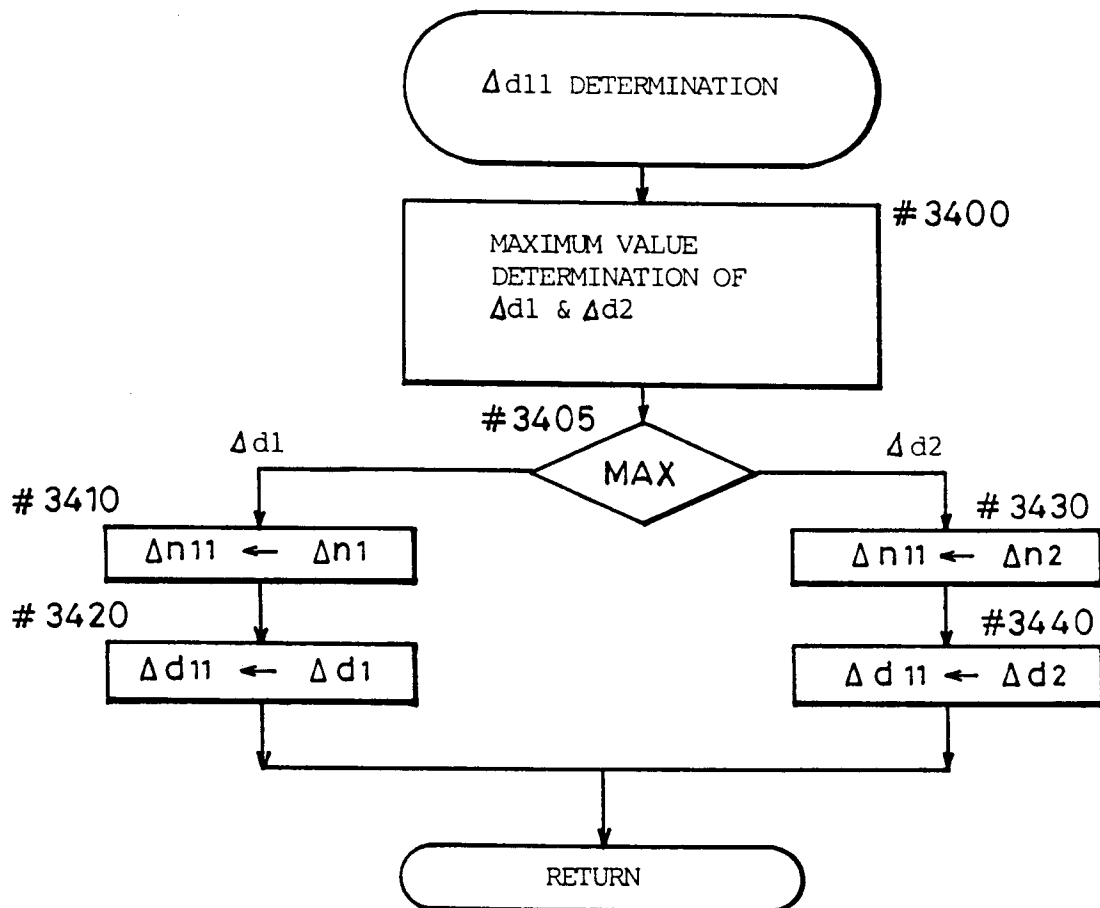 Δd11 DETERMINATION
#3400
MAXIMUM VALUE
DETERMINATION OF
Δd1 & Δd2
#3405
Δd1
MAX
Δd2
#3410
Δn11 ← Δn1
#3430
Δn11 ← Δn2
#3420
Δd11 ← Δd1
#3440
Δd11 ← Δd2
RETURN